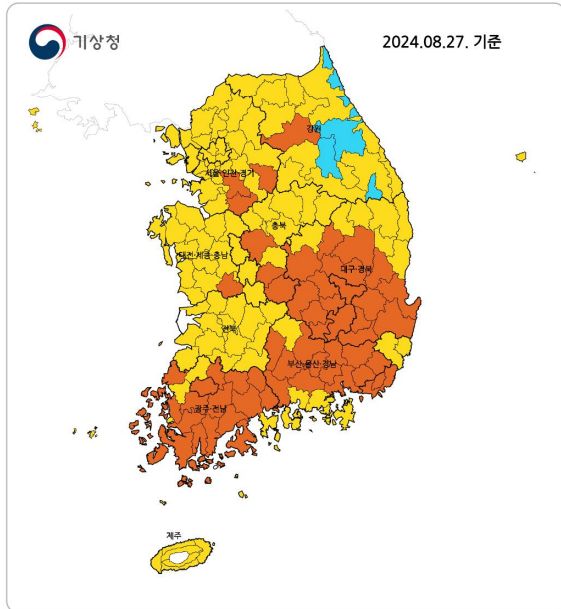 기상청
2024.08.27. 기준
강원
서울·인천·경기
충북
대전·세종·충남
대구·경북
전북
부산·울산·경남
광주·전남
제주